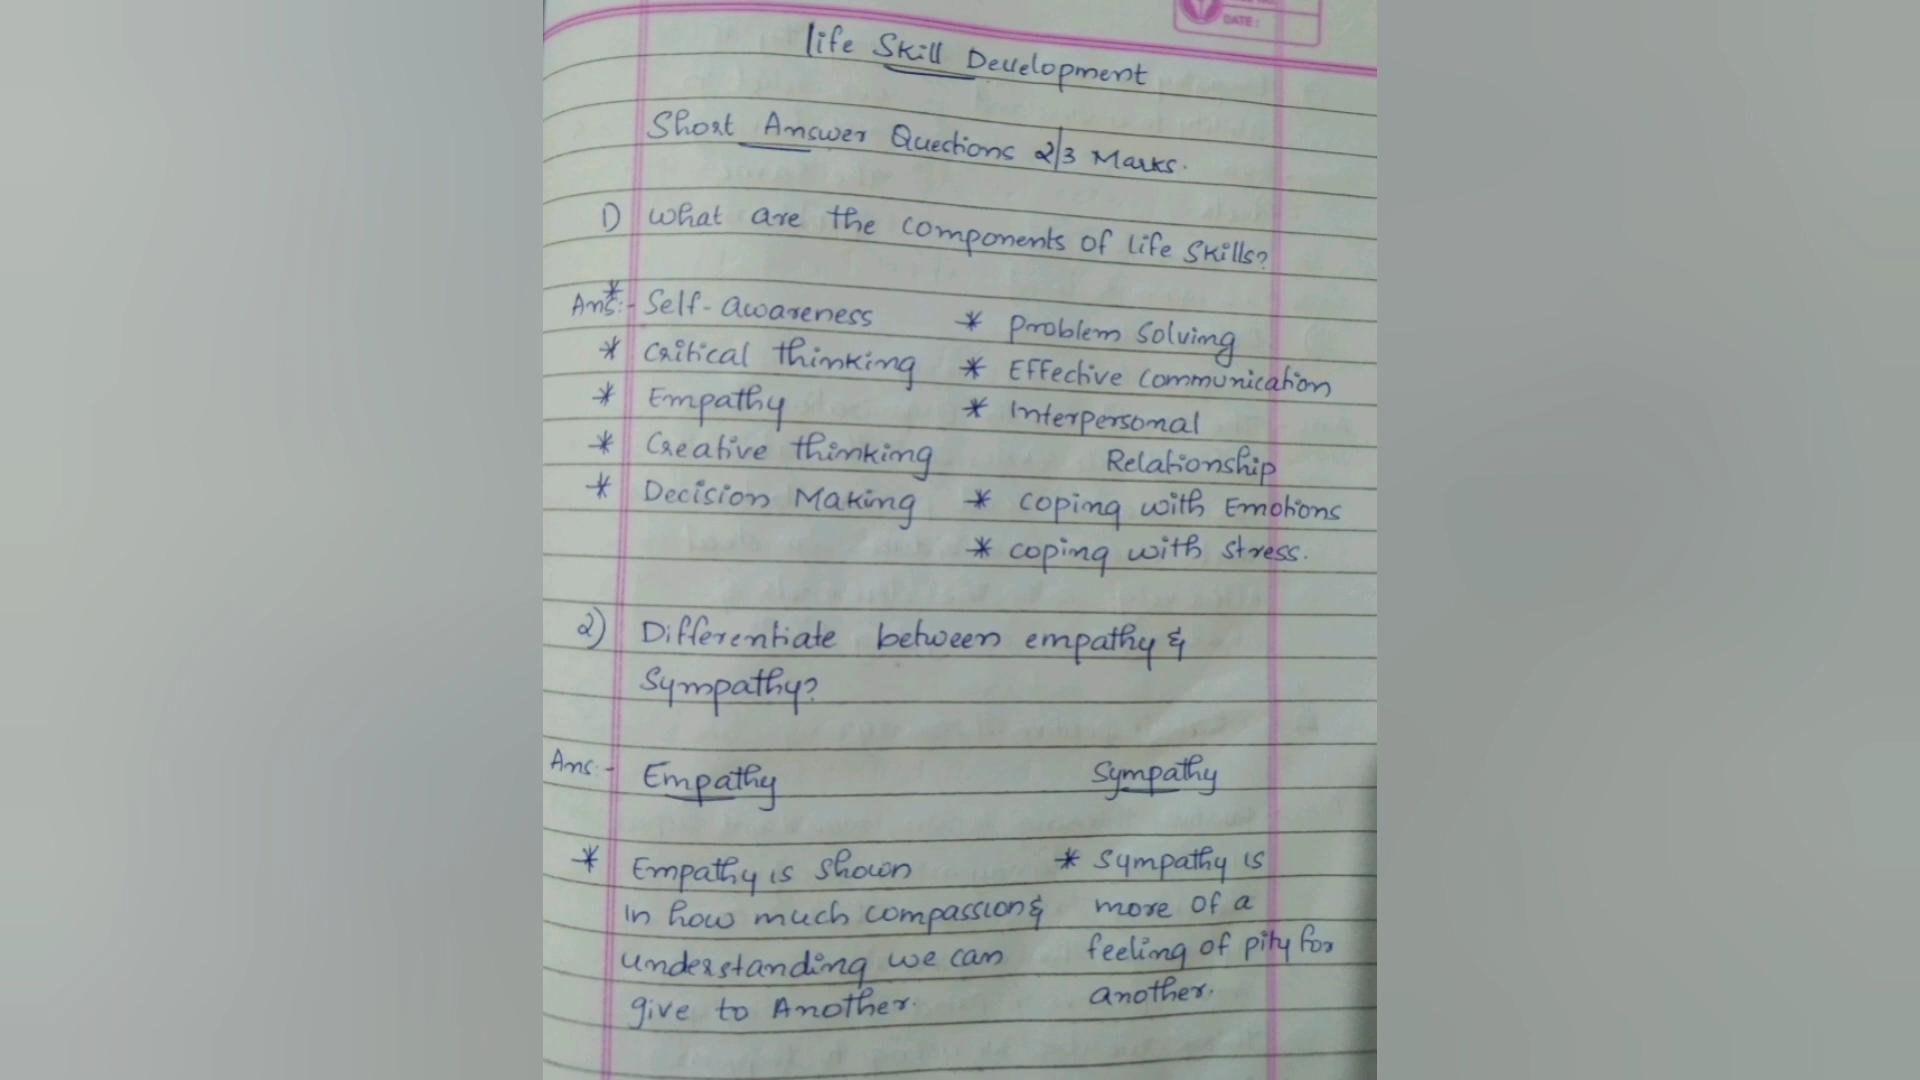 DATE:
Life Skill Development
Short Answer Questions 2/3 Marks.
1) What are the components of life skills?
Ans:- * Self-awareness * Problem solving
* Critical thinking * Effective communication
* Empathy * Interpersonal
* Creative thinking Relationship
* Decision Making * coping with Emotions
* coping with stress.
2) Differentiate between empathy &
Sympathy?
Ans:- Empathy Sympathy
* Empathy is shown * Sympathy is
in how much compassion & more of a
understanding we can feeling of pity for
give to Another. another.